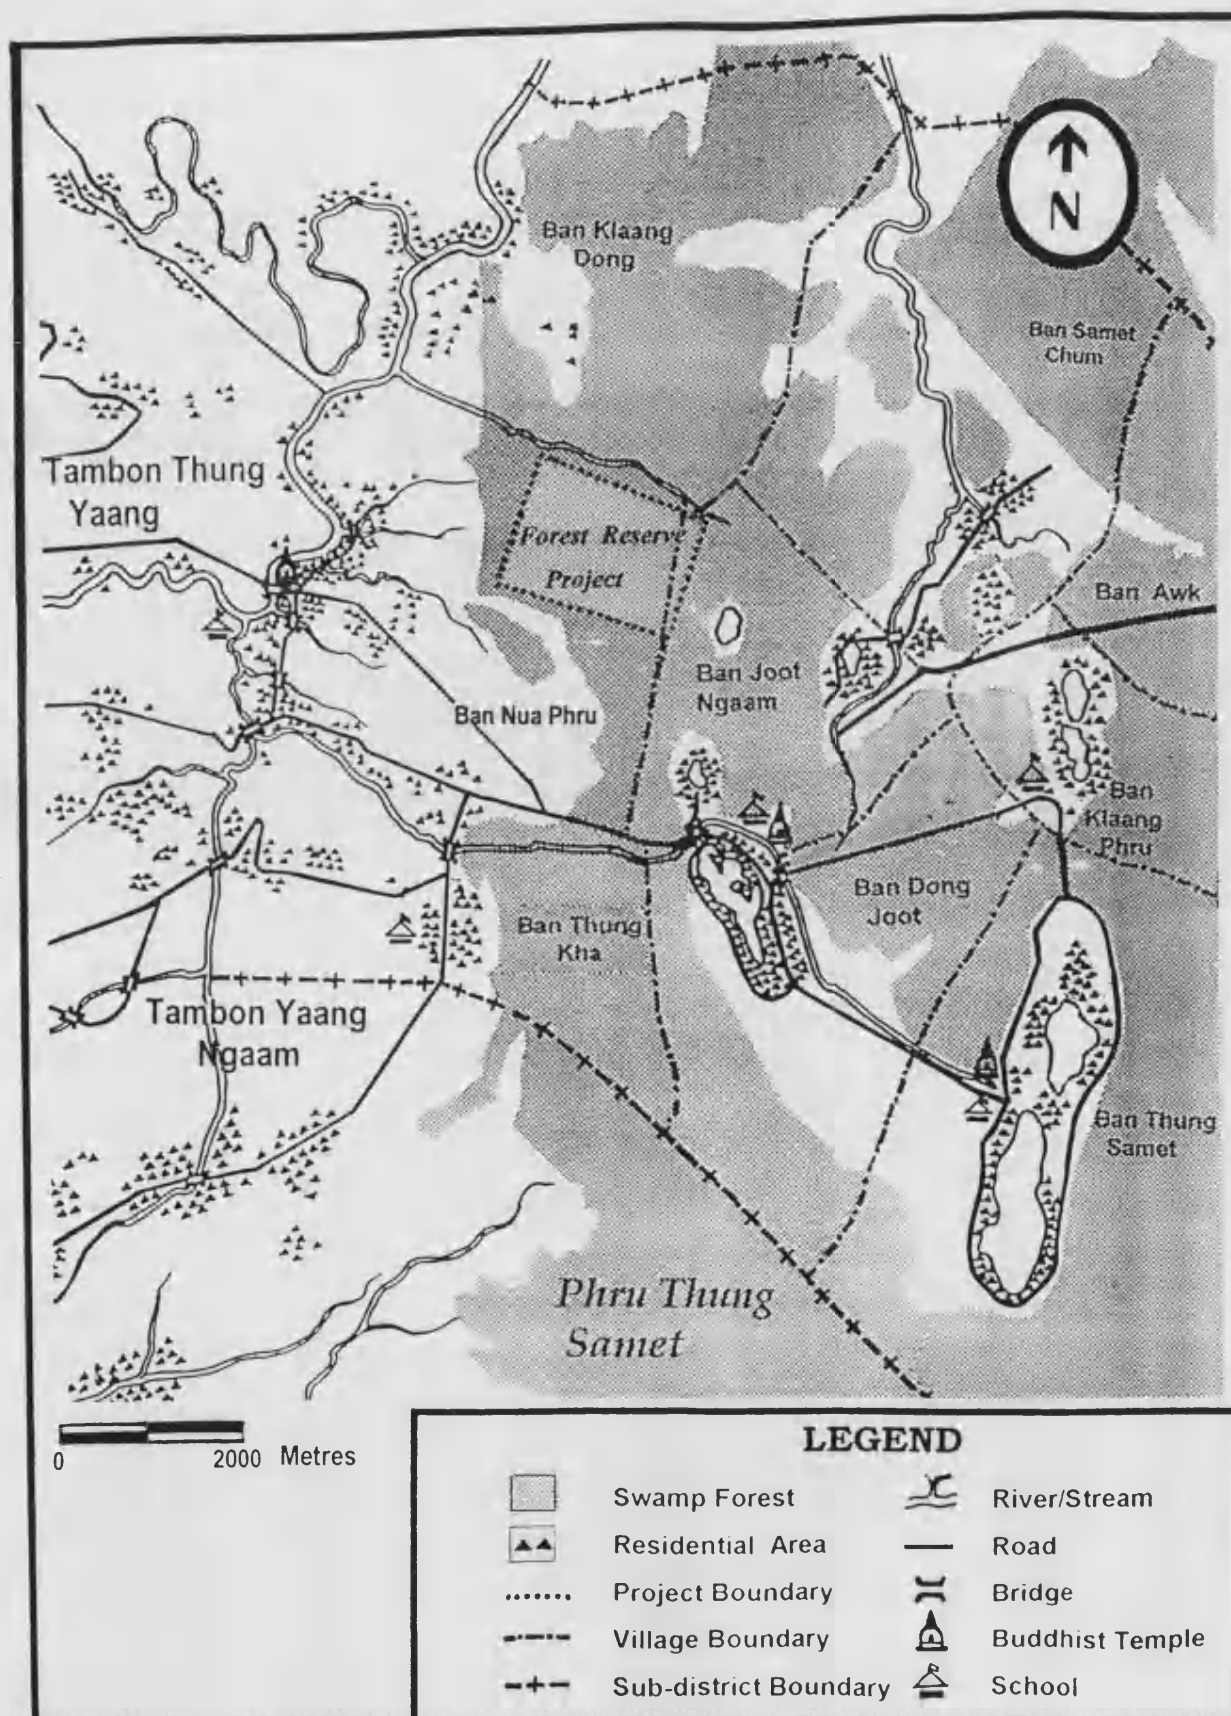 N
Ban Klaang
Dong
Ban Samet
Chum
Tambon Thung
Yaang
Forest Reserve
Project
Ban Awk
Ban Joot
Ngaam
Ban Nua Phru
Ban
Klaang
Phru
Ban Dong
Joot
Ban Thung
Kha
Tambon Yaang
Ngaam
Ban Thung
Samet
Phru Thung
Samet
0 2000 Metres
LEGEND
Swamp Forest
Residential Area
Project Boundary
Village Boundary
Sub-district Boundary
River/Stream
Road
Bridge
Buddhist Temple
School